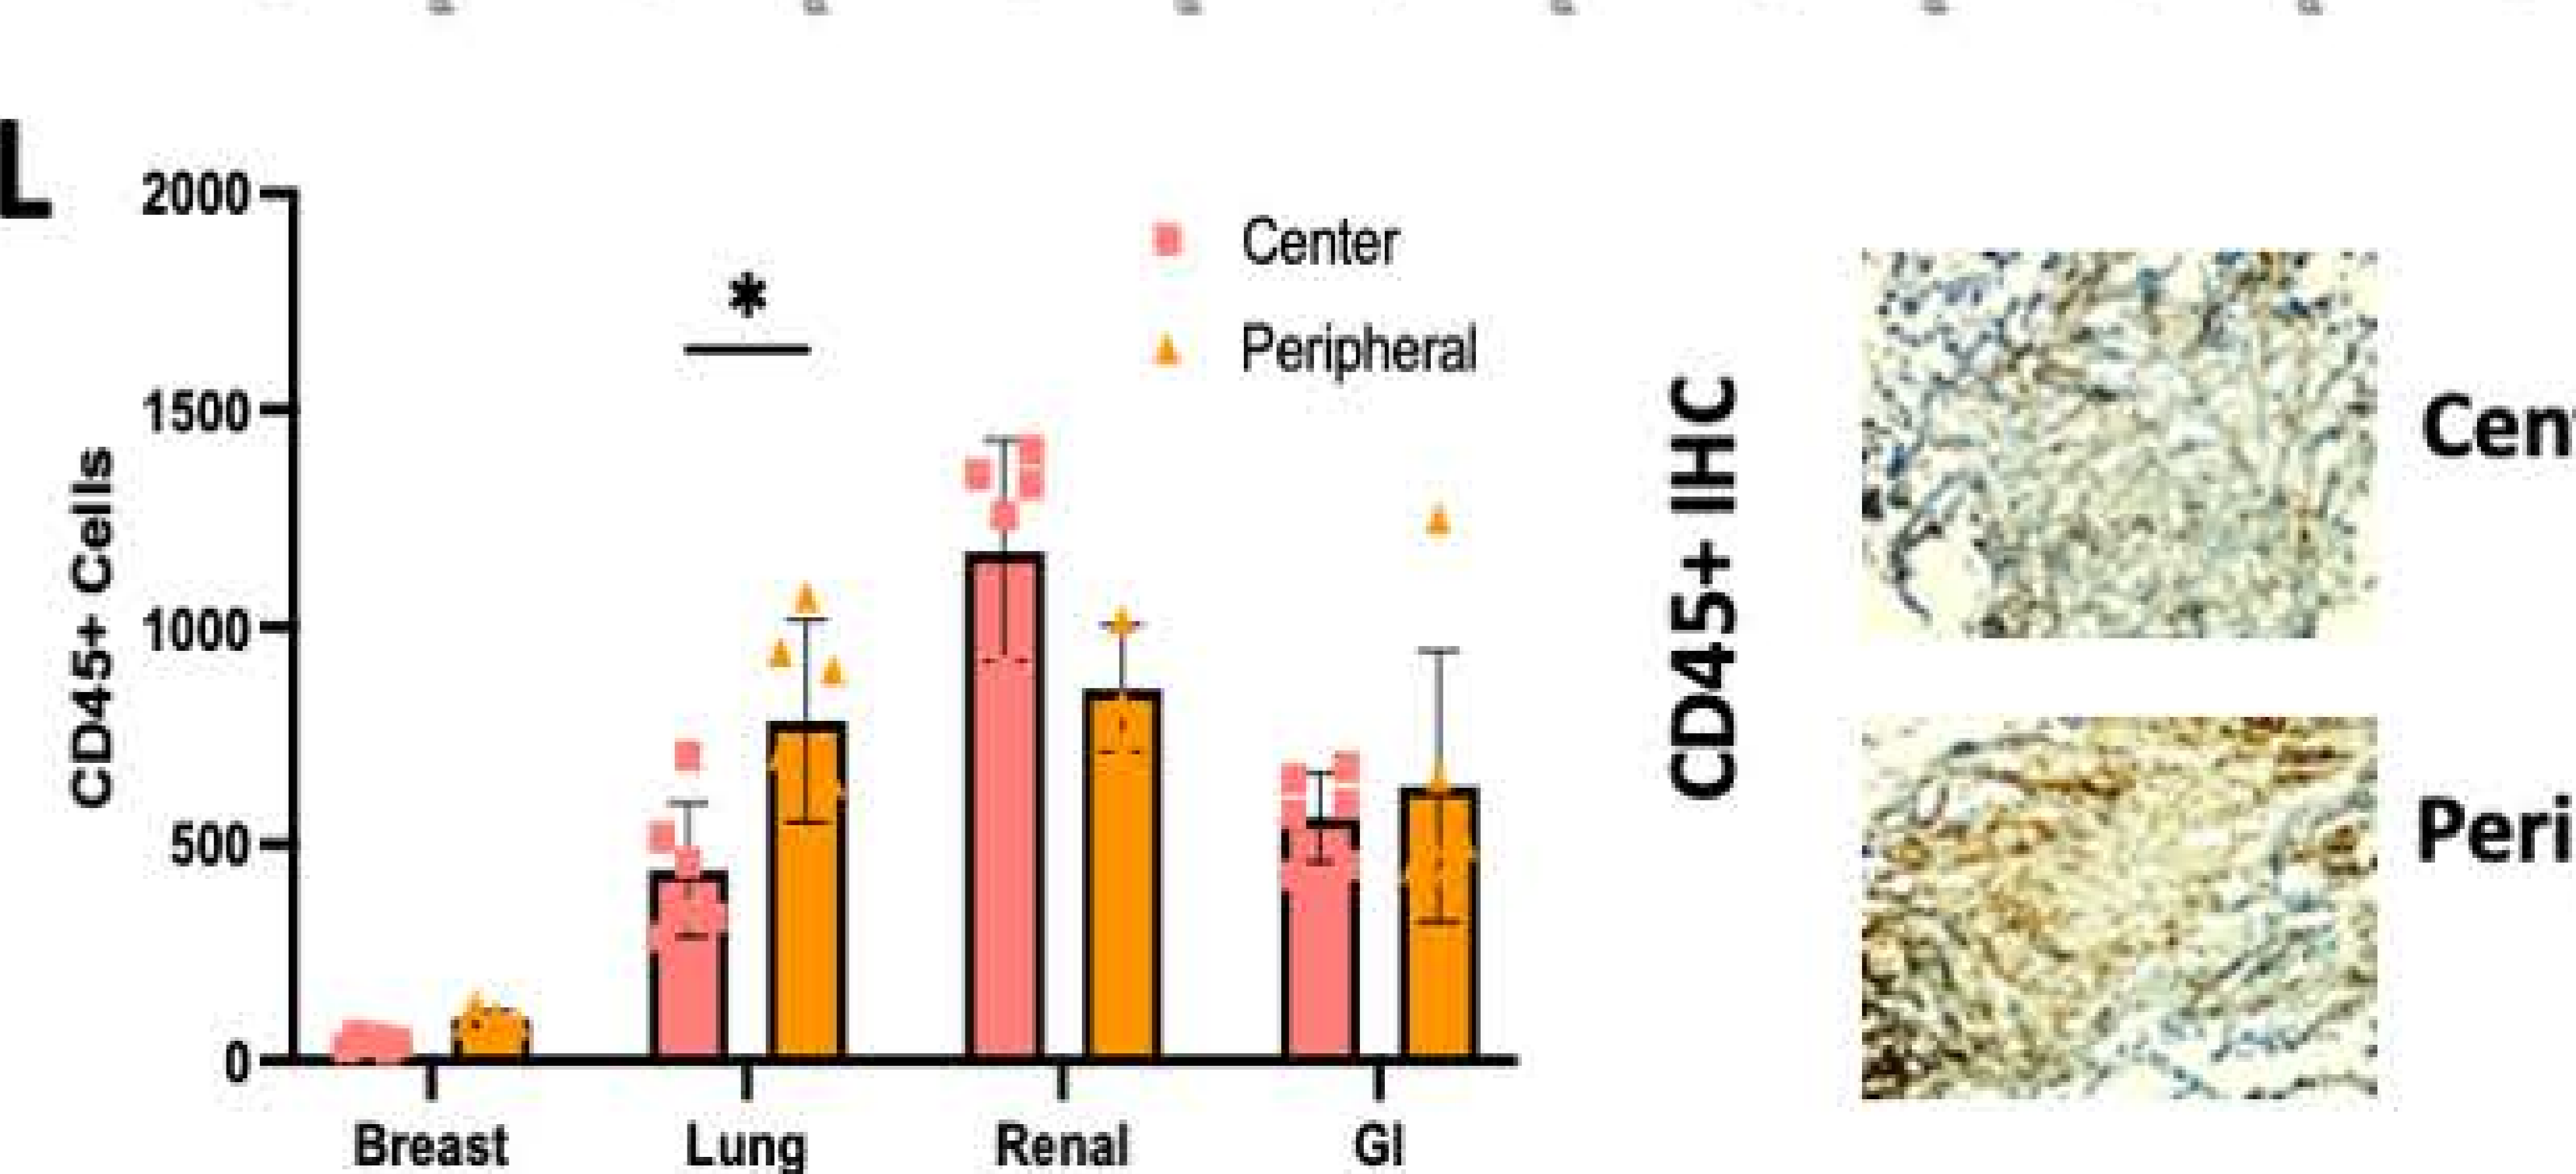 L
2000
1500
1000
500
0
CD45+ Cells
*
Center
Peripheral
Breast
Lung
Renal
GI
CD45+ IHC
Cen
Peri